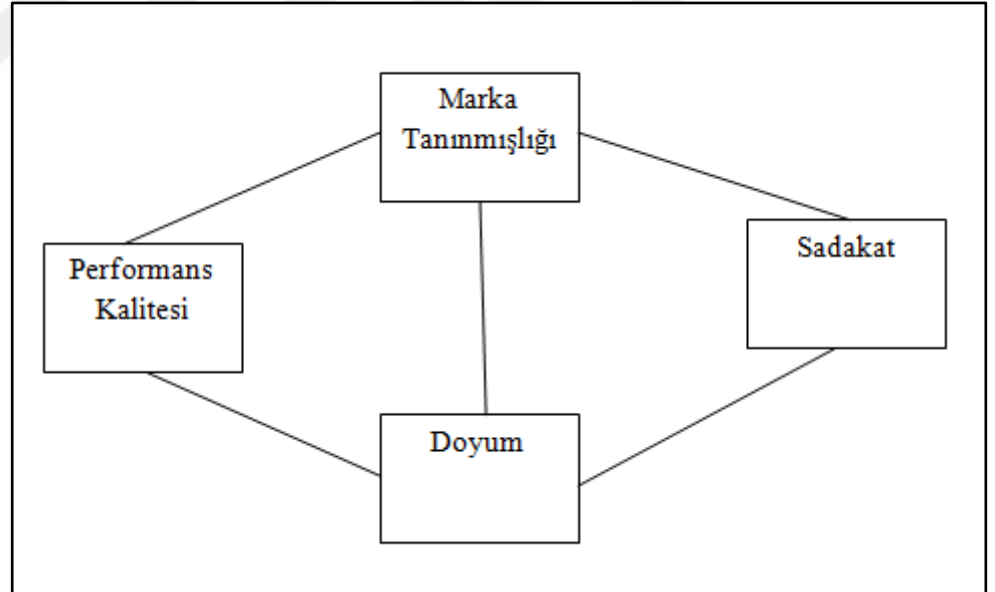 Marka
Tanınmışlığı
Sadakat
Performans
Kalitesi
Doyum